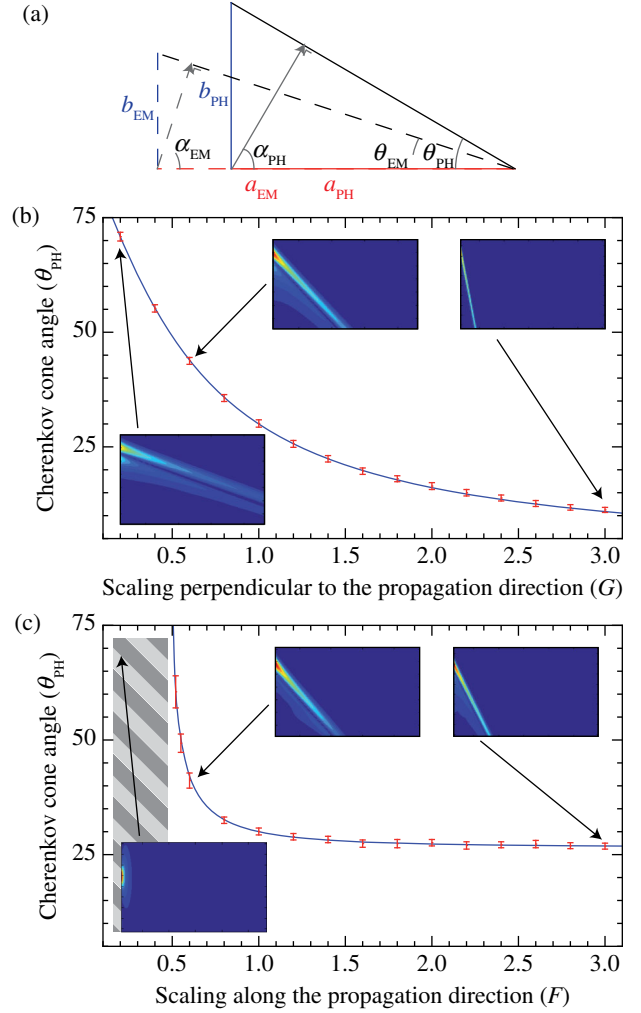 (a)
b_EM
b_PH
α_EM
α_PH
θ_EM
θ_PH
a_EM
a_PH
(b)
75
50
25
Cherenkov cone angle (θ_PH)
0.5
1.0
1.5
2.0
2.5
3.0
Scaling perpendicular to the propagation direction (G)
(c)
75
50
25
Cherenkov cone angle (θ_PH)
0.5
1.0
1.5
2.0
2.5
3.0
Scaling along the propagation direction (F)